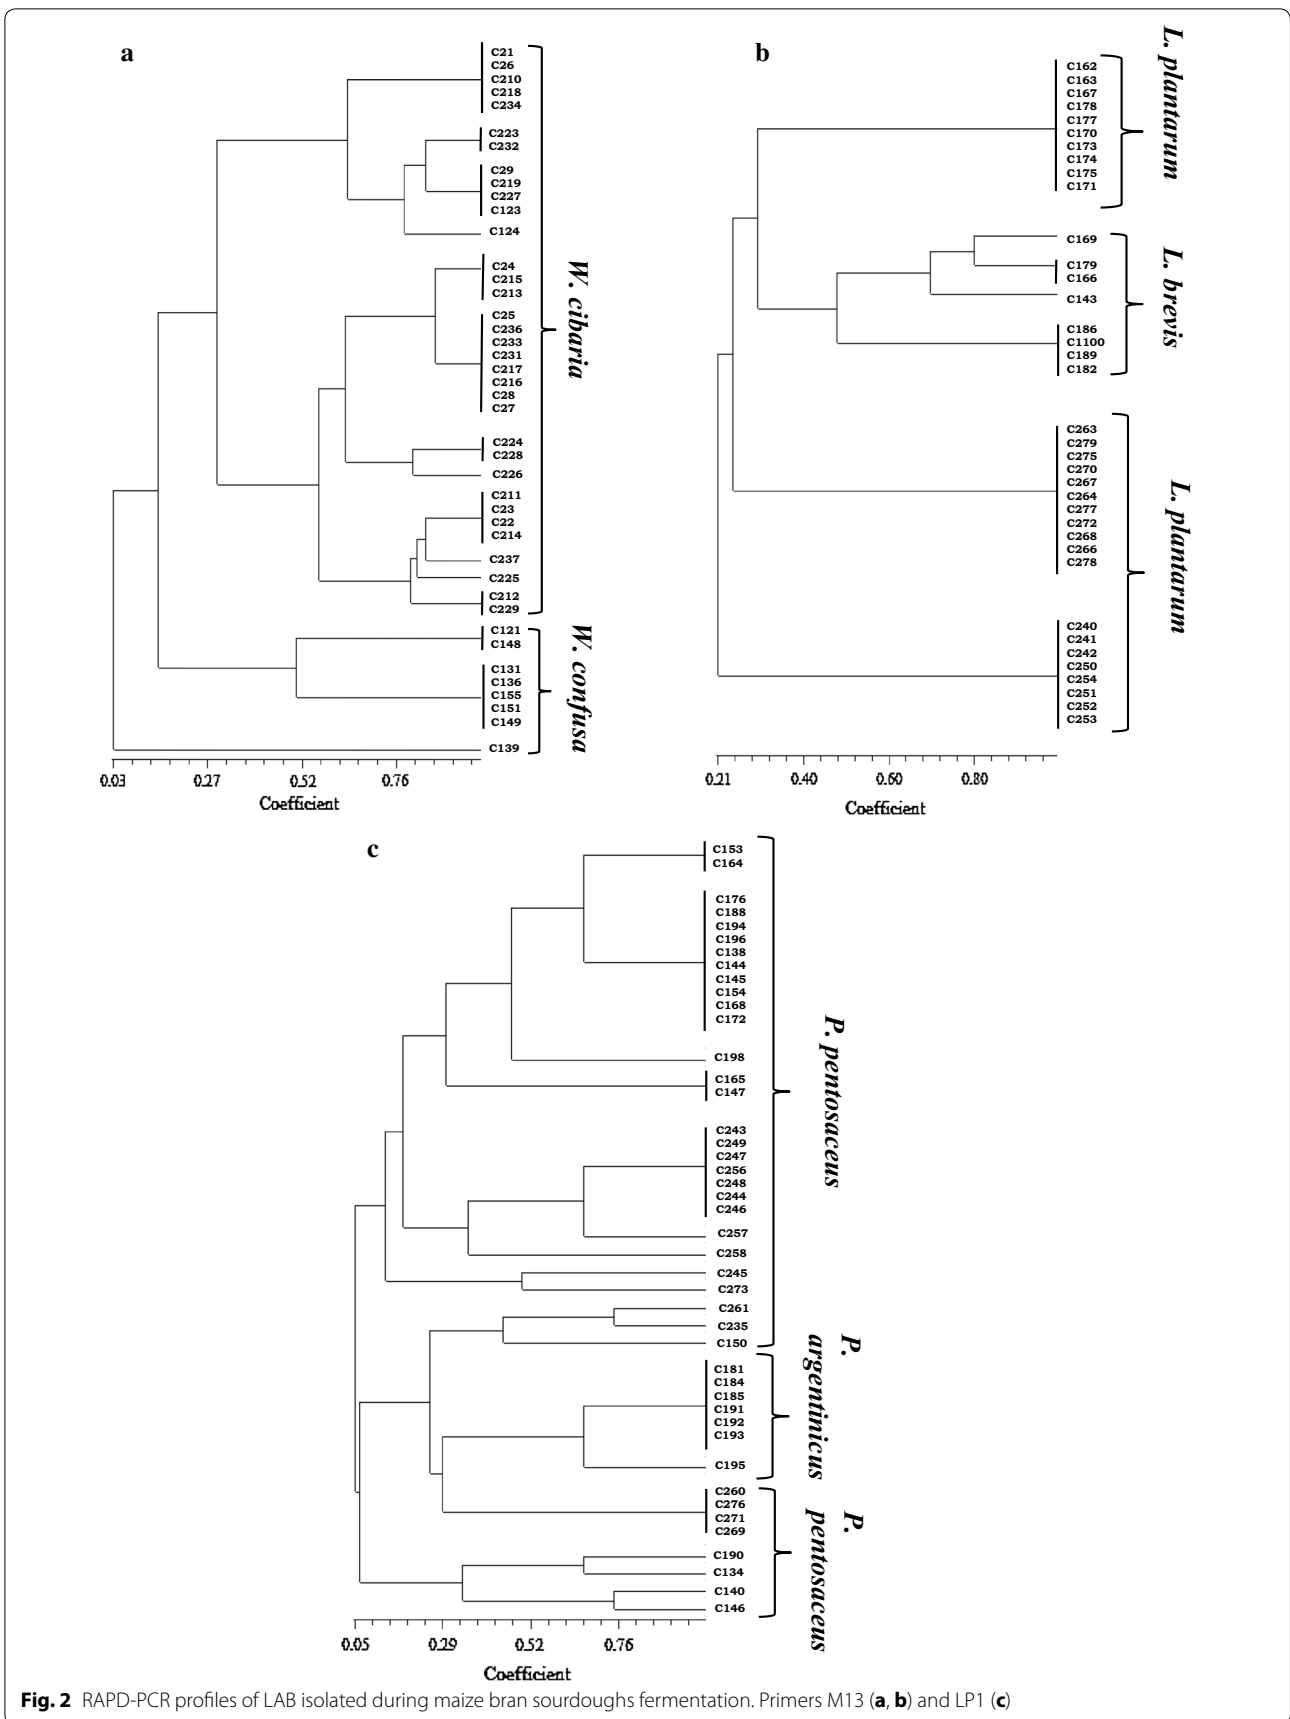 a
C21
C26
C210
C218
C234
C223
C232
C29
C219
C227
C123
C124
C24
C215
C213
C25
C236
C233
C231
C217
C216
C28
C27
C224
C228
C226
C211
C23
C22
C214
C237
C225
C212
C229
W. cibaria
C121
C148
C131
C136
C155
C151
C149
C139
W. confusa
0.03 0.27 0.52 0.76
Coefficient
b
C162
C163
C167
C178
C177
C170
C173
C174
C175
C171
L. plantarum
C169
C179
C166
C143
C186
C1100
C189
C182
L. brevis
C263
C279
C275
C270
C267
C264
C277
C272
C268
C266
C278
C240
C241
C242
C250
C254
C251
C252
C253
L. plantarum
0.21 0.40 0.60 0.80
Coefficient
c
C153
C164
C176
C188
C194
C196
C138
C144
C145
C154
C168
C172
C198
C165
C147
C243
C249
C247
C256
C248
C244
C246
C257
C258
C245
C273
C261
C235
C150
P. pentosaceus
C181
C184
C185
C191
C192
C193
C195
P.
argentinicus
C260
C276
C271
C269
C190
C134
C140
C146
P.
pentosaceus
0.05 0.29 0.52 0.76
Coefficient
Fig. 2 RAPD-PCR profiles of LAB isolated during maize bran sourdoughs fermentation. Primers M13 (a, b) and LP1 (c)